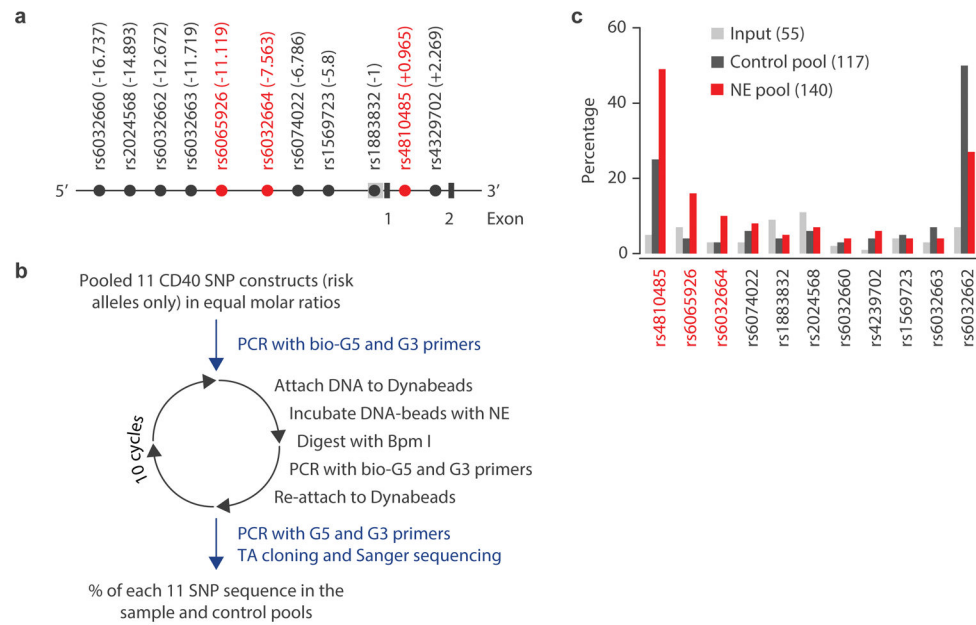 a
rs6032660 (-16.737)
rs2024568 (-14.893)
rs6032662 (-12.672)
rs6032663 (-11.719)
rs6065926 (-11.119)
rs6032664 (-7.563)
rs6074022 (-6.786)
rs1569723 (-5.8)
rs1883832 (-1)
rs4810485 (+0.965)
rs4329702 (+2.269)
5′
3′
1
2
Exon
b
Pooled 11 CD40 SNP constructs (risk
alleles only) in equal molar ratios
PCR with bio-G5 and G3 primers
Attach DNA to Dynabeads
Incubate DNA-beads with NE
Digest with Bpm I
PCR with bio-G5 and G3 primers
Re-attach to Dynabeads
10 cycles
PCR with G5 and G3 primers
TA cloning and Sanger sequencing
% of each 11 SNP sequence in the
sample and control pools
c
Percentage
60
40
20
0
Input (55)
Control pool (117)
NE pool (140)
rs4810485
rs6065926
rs6032664
rs6074022
rs1883832
rs2024568
rs6032660
rs4239702
rs1569723
rs6032663
rs6032662